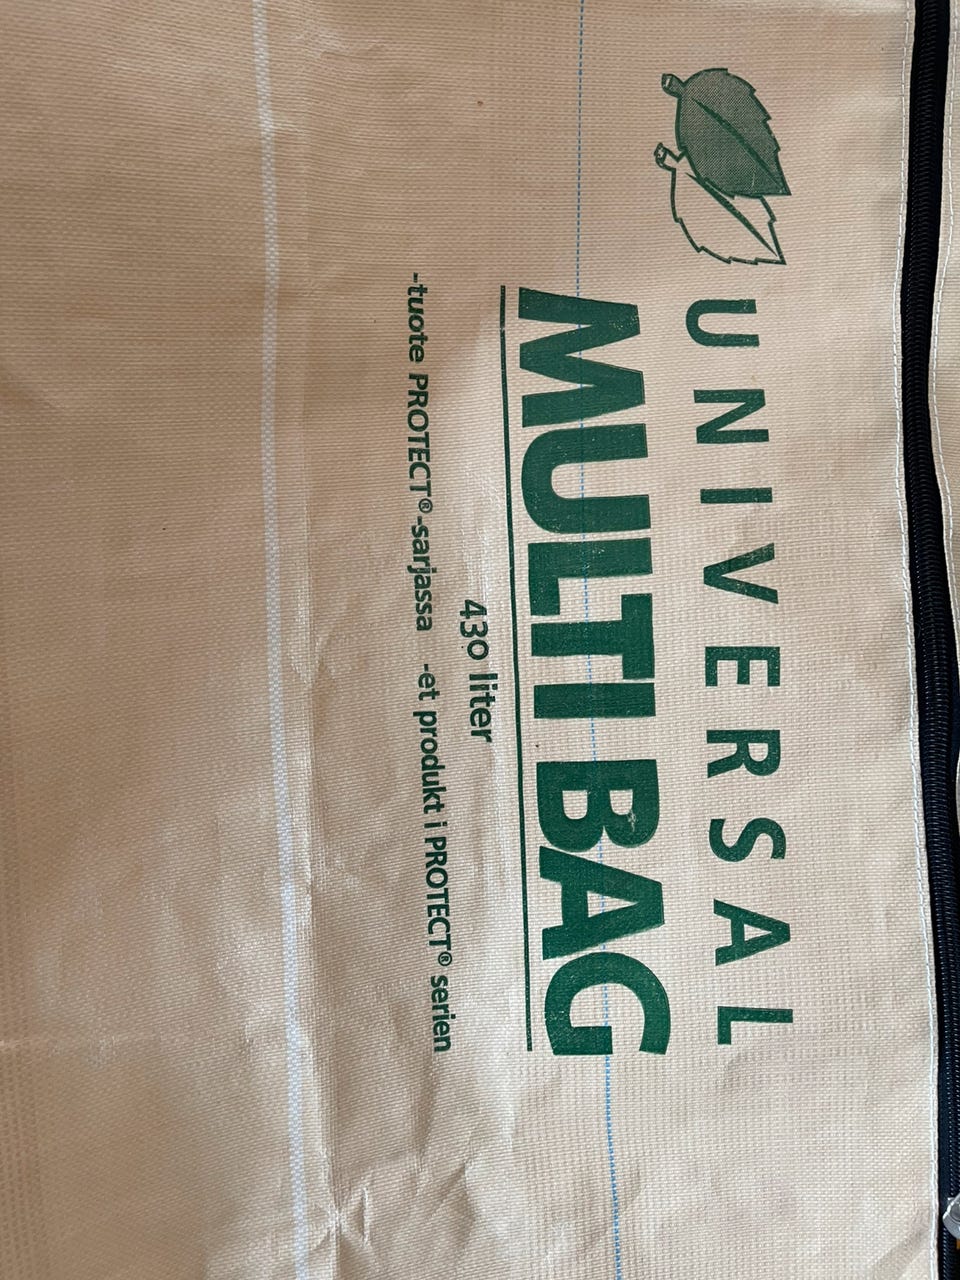 UNIVERSAL
MULTI BAG
430 liter
-tuote PROTECT®-sarjassa -et produkt i PROTECT® serien